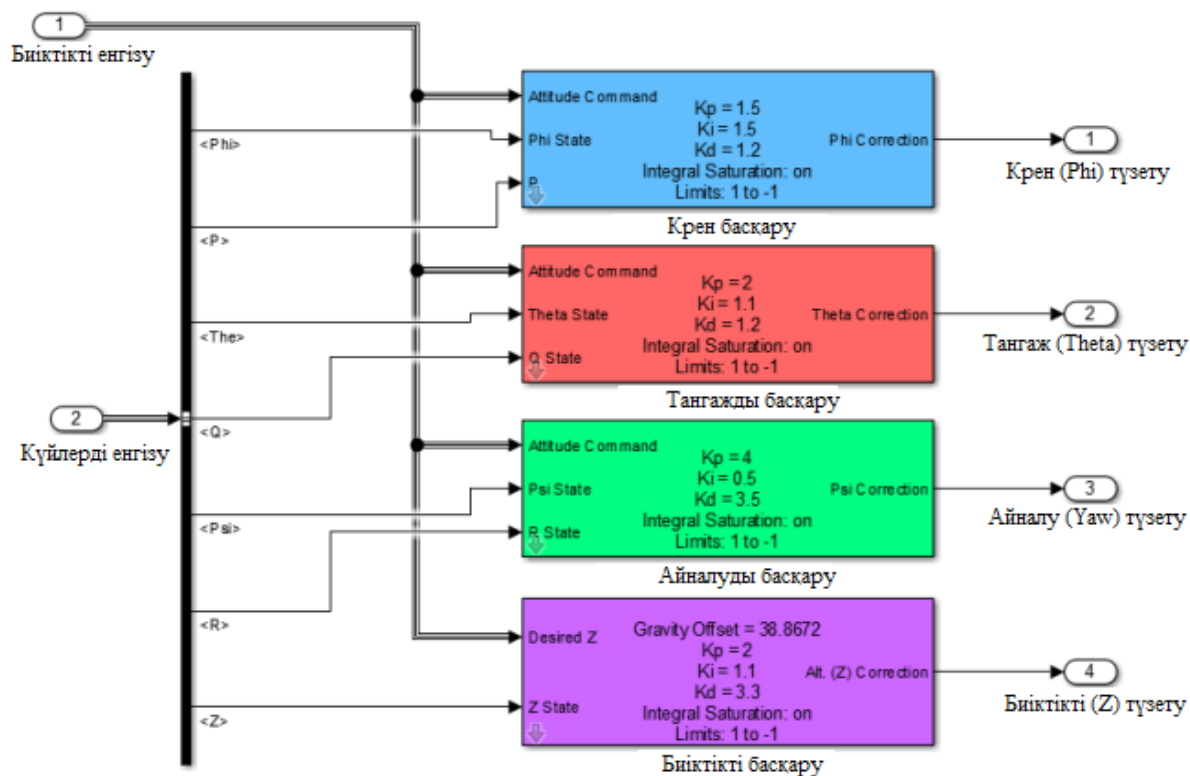 1
Биіктікті енгізу
<Phi>
<P>
<The>
2
Күйлерді енгізу
<Q>
<Psi>
<R>
<Z>
Attitude Command
Phi State
P
Kp = 1.5
Ki = 1.5
Kd = 1.2
Integral Saturation: on
Limits: 1 to -1
Phi Correction
Крен басқару
1
Крен (Phi) түзету
Attitude Command
Theta State
Q State
Kp = 2
Ki = 1.1
Kd = 1.2
Integral Saturation: on
Limits: 1 to -1
Theta Correction
Тангажды басқару
2
Тангаж (Theta) түзету
Attitude Command
Psi State
R State
Kp = 4
Ki = 0.5
Kd = 3.5
Integral Saturation: on
Limits: 1 to -1
Psi Correction
Айналуды басқару
3
Айналу (Yaw) түзету
Desired Z
Z State
Gravity Offset = 38.8672
Kp = 2
Ki = 1.1
Kd = 3.3
Integral Saturation: on
Limits: 1 to -1
Alt. (Z) Correction
Биіктікті басқару
4
Биіктікті (Z) түзету